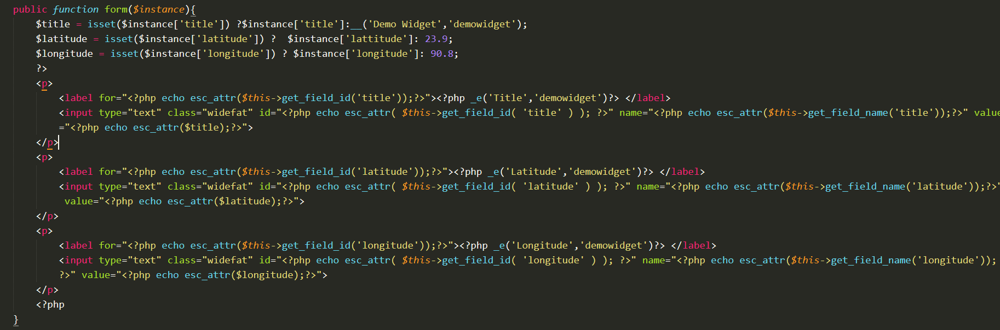 public function form($instance){
$title = isset($instance['title']) ?$instance['title']:__('Demo Widget','demowidget');
$latitude = isset($instance['latitude']) ?  $instance['lattitude']: 23.9;
$longitude = isset($instance['longitude']) ? $instance['longitude']: 90.8;
?>
<p>
<label for="<?php echo esc_attr($this->get_field_id('title'));?>"><?php _e('Title','demowidget')?> </label>
<input type="text" class="widefat" id="<?php echo esc_attr( $this->get_field_id( 'title' ) ); ?>" name="<?php echo esc_attr($this->get_field_name('title'));?>" value
="<?php echo esc_attr($title);?>">
</p>
<p>
<label for="<?php echo esc_attr($this->get_field_id('latitude'));?>"><?php _e('Latitude','demowidget')?> </label>
<input type="text" class="widefat" id="<?php echo esc_attr( $this->get_field_id( 'latitude' ) ); ?>" name="<?php echo esc_attr($this->get_field_name('latitude'));?>"
value="<?php echo esc_attr($latitude);?>">
</p>
<p>
<label for="<?php echo esc_attr($this->get_field_id('longitude'));?>"><?php _e('Longitude','demowidget')?> </label>
<input type="text" class="widefat" id="<?php echo esc_attr( $this->get_field_id( 'longitude' ) ); ?>" name="<?php echo esc_attr($this->get_field_name('longitude'));
?>" value="<?php echo esc_attr($longitude);?>">
</p>
<?php
}